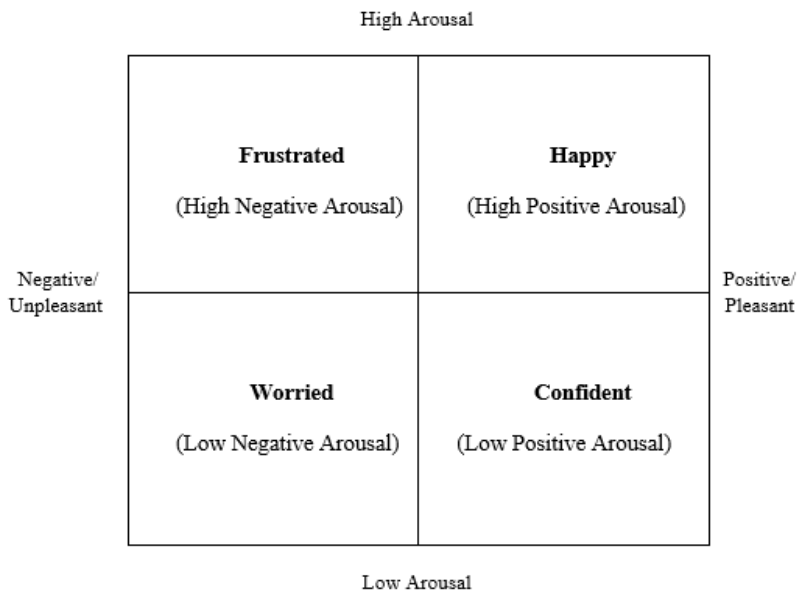 High Arousal
Frustrated
Happy
(High Negative Arousal)
(High Positive Arousal)
Negative/
Unpleasant
Positive/
Pleasant
Worried
Confident
(Low Negative Arousal)
(Low Positive Arousal)
Low Arousal